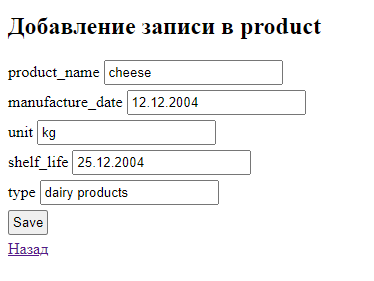 Добавление записи в product
product_name cheese
manufacture_date 12.12.2004
unit kg
shelf_life 25.12.2004
type dairy products
Save
Назад